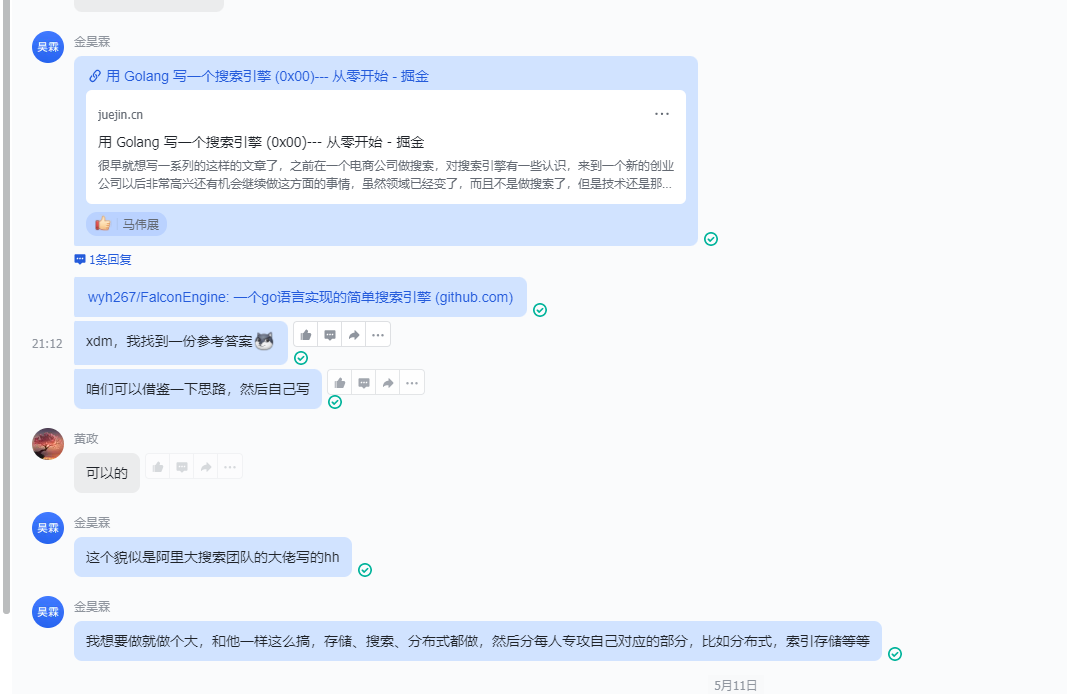 昊霖
金昊霖
用 Golang 写一个搜索引擎 (0x00)--- 从零开始 - 掘金
juejin.cn
用 Golang 写一个搜索引擎 (0x00)--- 从零开始 - 掘金
很早就想写一系列的这样的文章了，之前在一个电商公司做搜索，对搜索引擎有一些认识，来到一个新的创业
公司以后非常高兴还有机会继续做这方面的事情，虽然领域已经变了，而且不是做搜索了，但是技术还是那...
马伟展
1条回复
wyh267/FalconEngine: 一个go语言实现的简单搜索引擎 (github.com)
21:12
xdm，我找到一份参考答案
咱们可以借鉴一下思路，然后自己写
黄政
可以的
昊霖
金昊霖
这个貌似是阿里大搜索团队的大佬写的hh
昊霖
金昊霖
我想要做就做个大，和他一样这么搞，存储、搜索、分布式都做，然后分每人专攻自己对应的部分，比如分布式，索引存储等等
5月11日